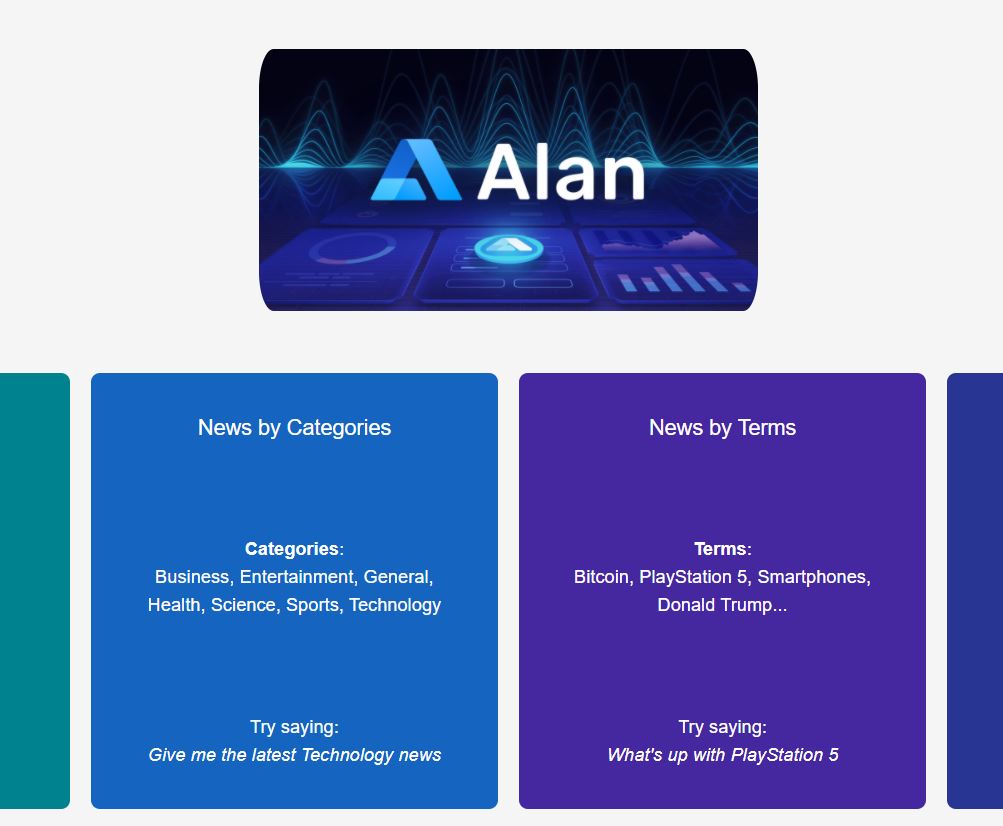 Alan
News by Categories
Categories:
Business, Entertainment, General,
Health, Science, Sports, Technology
Try saying:
Give me the latest Technology news
News by Terms
Terms:
Bitcoin, PlayStation 5, Smartphones,
Donald Trump...
Try saying:
What's up with PlayStation 5